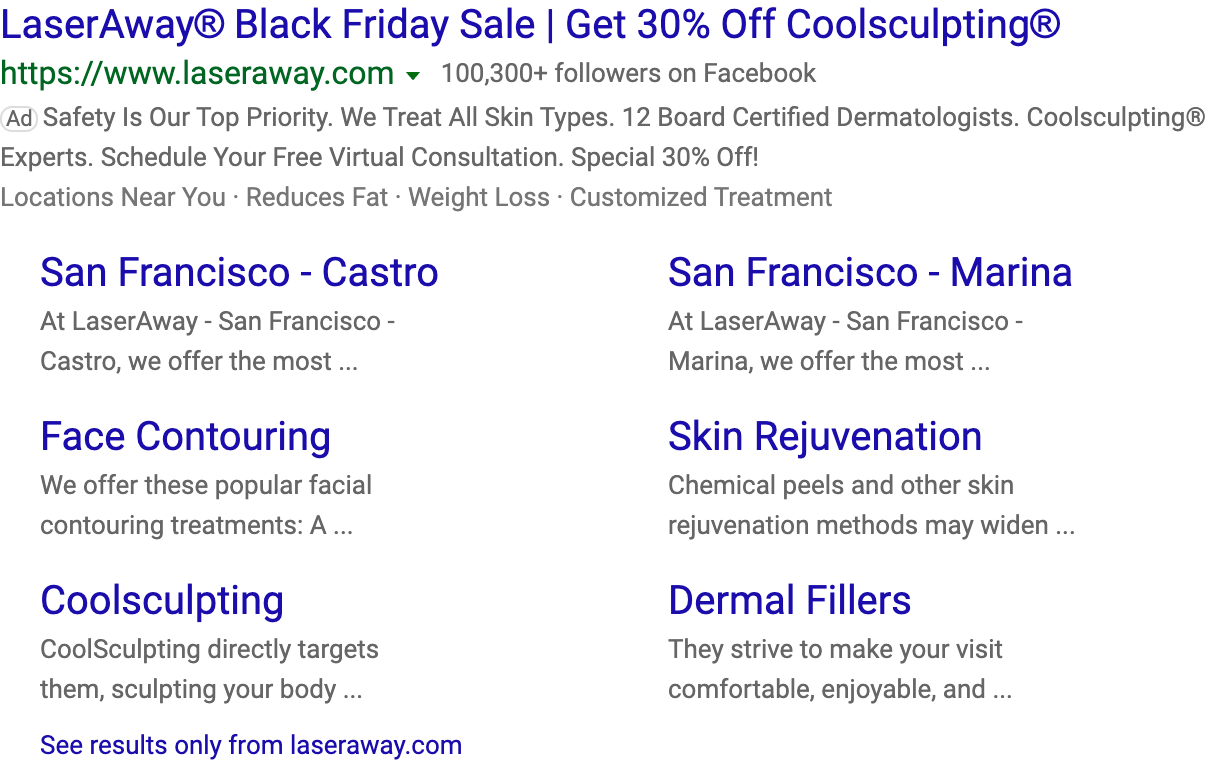 LaserAway® Black Friday Sale | Get 30% Off Coolsculpting®
https://www.laseraway.com 100,300+ followers on Facebook
Ad Safety Is Our Top Priority. We Treat All Skin Types. 12 Board Certified Dermatologists. Coolsculpting®
Experts. Schedule Your Free Virtual Consultation. Special 30% Off!
Locations Near You · Reduces Fat · Weight Loss · Customized Treatment
San Francisco - Castro
At LaserAway - San Francisco -
Castro, we offer the most ...
San Francisco - Marina
At LaserAway - San Francisco -
Marina, we offer the most ...
Face Contouring
We offer these popular facial
contouring treatments: A ...
Skin Rejuvenation
Chemical peels and other skin
rejuvenation methods may widen ...
Coolsculpting
CoolSculpting directly targets
them, sculpting your body ...
Dermal Fillers
They strive to make your visit
comfortable, enjoyable, and ...
See results only from laseraway.com